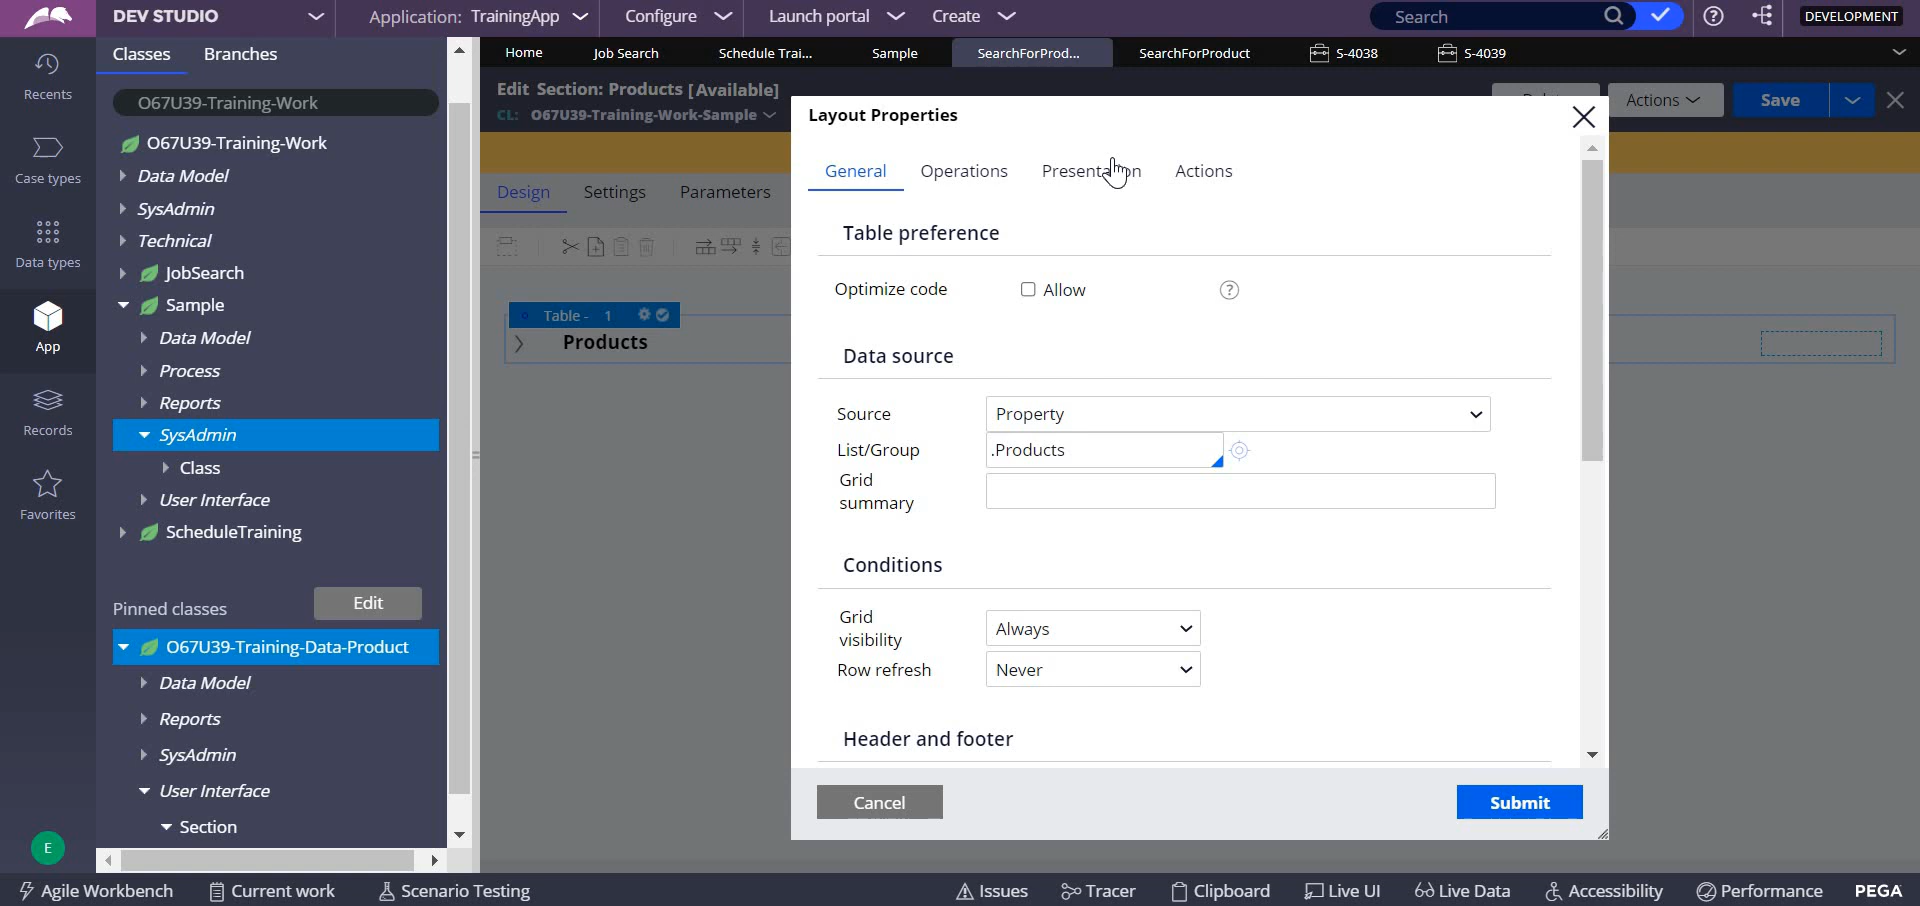 DEV STUDIO
Application: TrainingApp
Configure
Launch portal
Create
Search
DEVELOPMENT
Classes
Branches
Home
Job Search
Schedule Trai...
Sample
SearchForProd...
SearchForProduct
S-4038
S-4039
Recents
Case types
Data types
App
Records
Favorites
E
O67U39-Training-Work
O67U39-Training-Work
Data Model
SysAdmin
Technical
JobSearch
Sample
Data Model
Process
Reports
SysAdmin
Class
User Interface
ScheduleTraining
Pinned classes
Edit
O67U39-Training-Data-Product
Data Model
Reports
SysAdmin
User Interface
Section
Edit Section: Products [Available]
CL: O67U39-Training-Work-Sample
Actions
Save
Design
Settings
Parameters
Table - 1
Products
Layout Properties
General
Operations
Presentation
Actions
Table preference
Optimize code
Allow
?
Data source
Source
Property
List/Group
.Products
Grid
summary
Conditions
Grid
visibility
Always
Row refresh
Never
Header and footer
Cancel
Submit
Agile Workbench
Current work
Scenario Testing
Issues
Tracer
Clipboard
Live UI
Live Data
Accessibility
Performance
PEGA